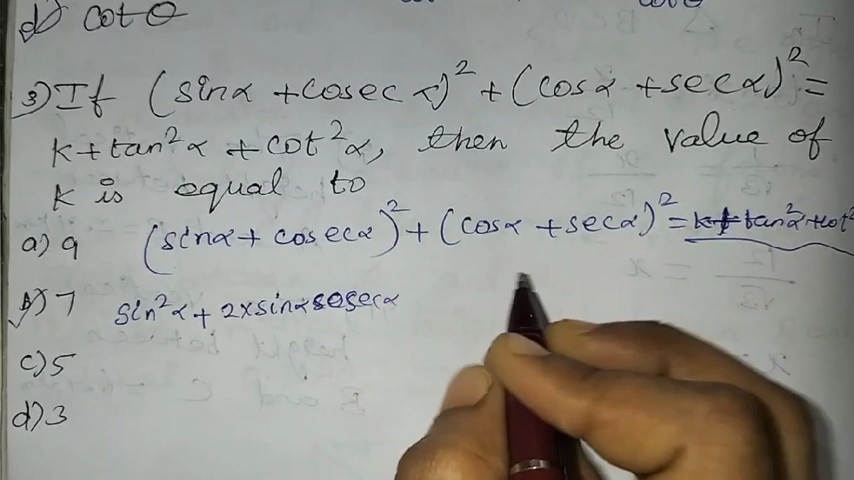 d) cot θ
3) If (sinα + cosec α)² + (cosα + secα)² =
k + tan²α + cot²α, then the value of
k is equal to
a) 9
(sinα + cosecα)² + (cosα + secα)² = k + tan²α + cot²
b) 7
sin²α + 2×sinα cosecα
c) 5
d) 3